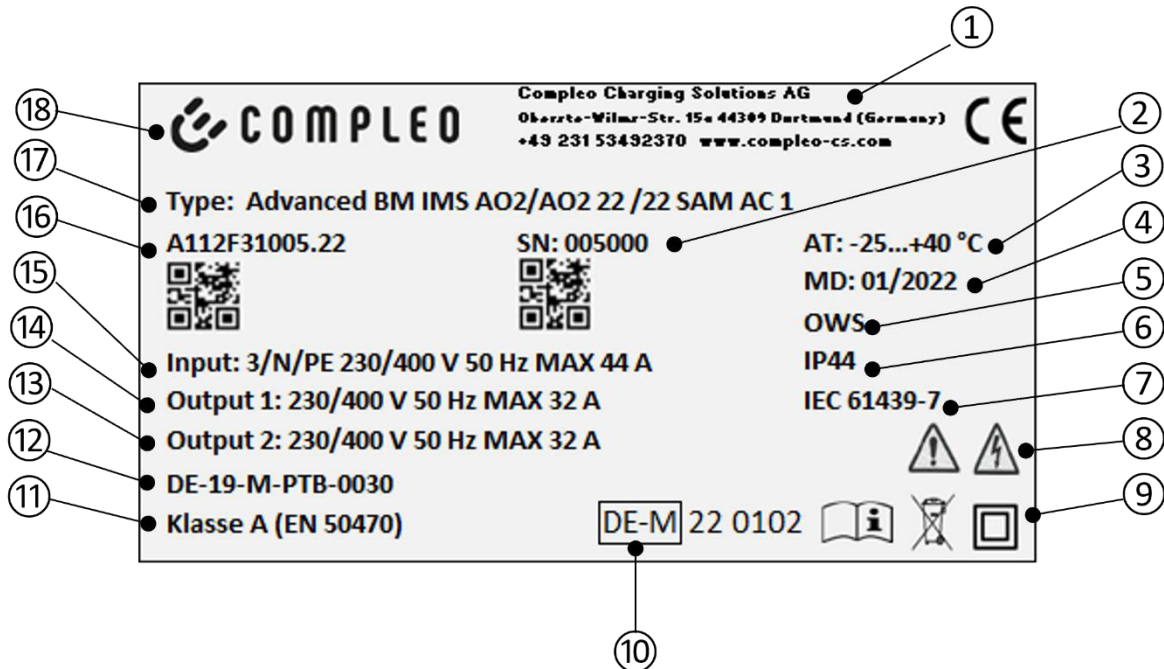 ①
COMPLEO
Compleo Charging Solutions AG
Oberste-Wilms-Str. 15a 44309 Dortmund (Germany)
+49 231 53492370 www.compleo-cs.com
CE
⑱
②
⑰
Type: Advanced BM IMS AO2/AO2 22 /22 SAM AC 1
③
⑯
A112F31005.22
SN: 005000
AT: -25...+40 °C
④
MD: 01/2022
⑮
⑤
OWS
⑭
⑥
Input: 3/N/PE 230/400 V 50 Hz MAX 44 A
IP44
⑬
⑦
Output 1: 230/400 V 50 Hz MAX 32 A
IEC 61439-7
⑫
Output 2: 230/400 V 50 Hz MAX 32 A
⑧
DE-19-M-PTB-0030
⑪
⑨
Klasse A (EN 50470)
DE-M 22 0102
⑩